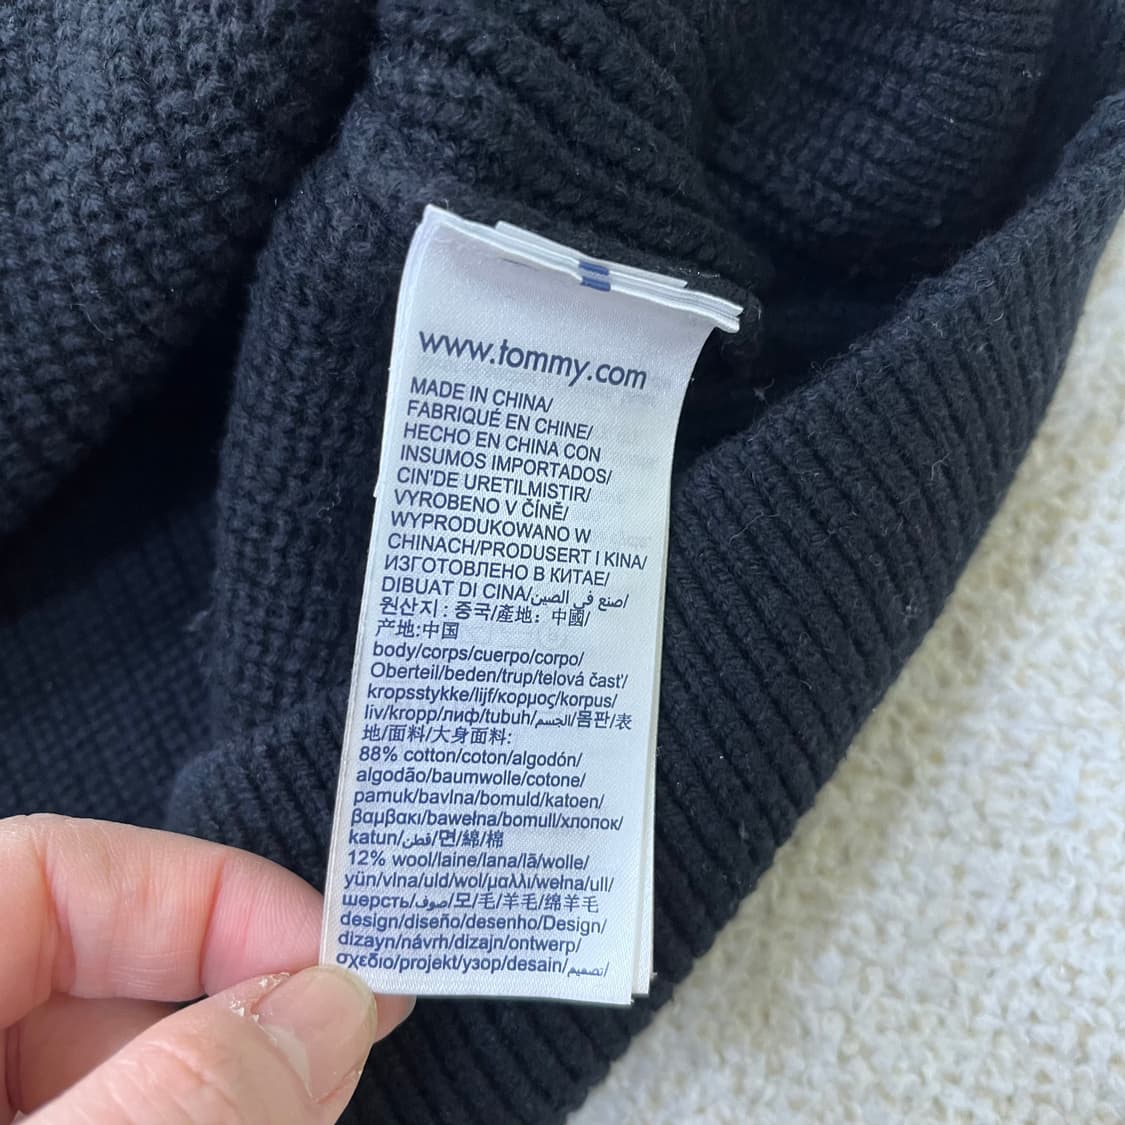 www.tommy.com
MADE IN CHINA/
FABRIQUÉ EN CHINE/
HECHO EN CHINA CON
INSUMOS IMPORTADOS/
CIN'DE URETILMISTIR/
VYROBENO V ČÍNĚ/
WYPRODUKOWANO W
CHINACH/PRODUSERT I KINA/
ИЗГОТОВЛЕНО В КИТАЕ/
DIBUAT DI CINA/صنع في الصين/
원산지 : 중국/產地: 中國/
产地:中国
body/corps/cuerpo/corpo/
Oberteil/beden/trup/telová časť/
kropsstykke/lijf/κορμος/korpus/
liv/kropp/лиф/tubuh/الجسم/몸판/表
地/面料/大身面料:
88% cotton/coton/algodón/
algodão/baumwolle/cotone/
pamuk/bavlna/bomuld/katoen/
βαμβακι/bawełna/bomull/хлопок/
katun/قطن/면/綿/棉
12% wool/laine/lana/lã/wolle/
yün/vlna/uld/wol/μαλλι/wełna/ull/
шерсть/صوف/모/毛/羊毛/绵羊毛
design/diseño/desenho/Design/
dizayn/návrh/dizajn/ontwerp/
σχεδιο/projekt/узор/desain/تصميم/